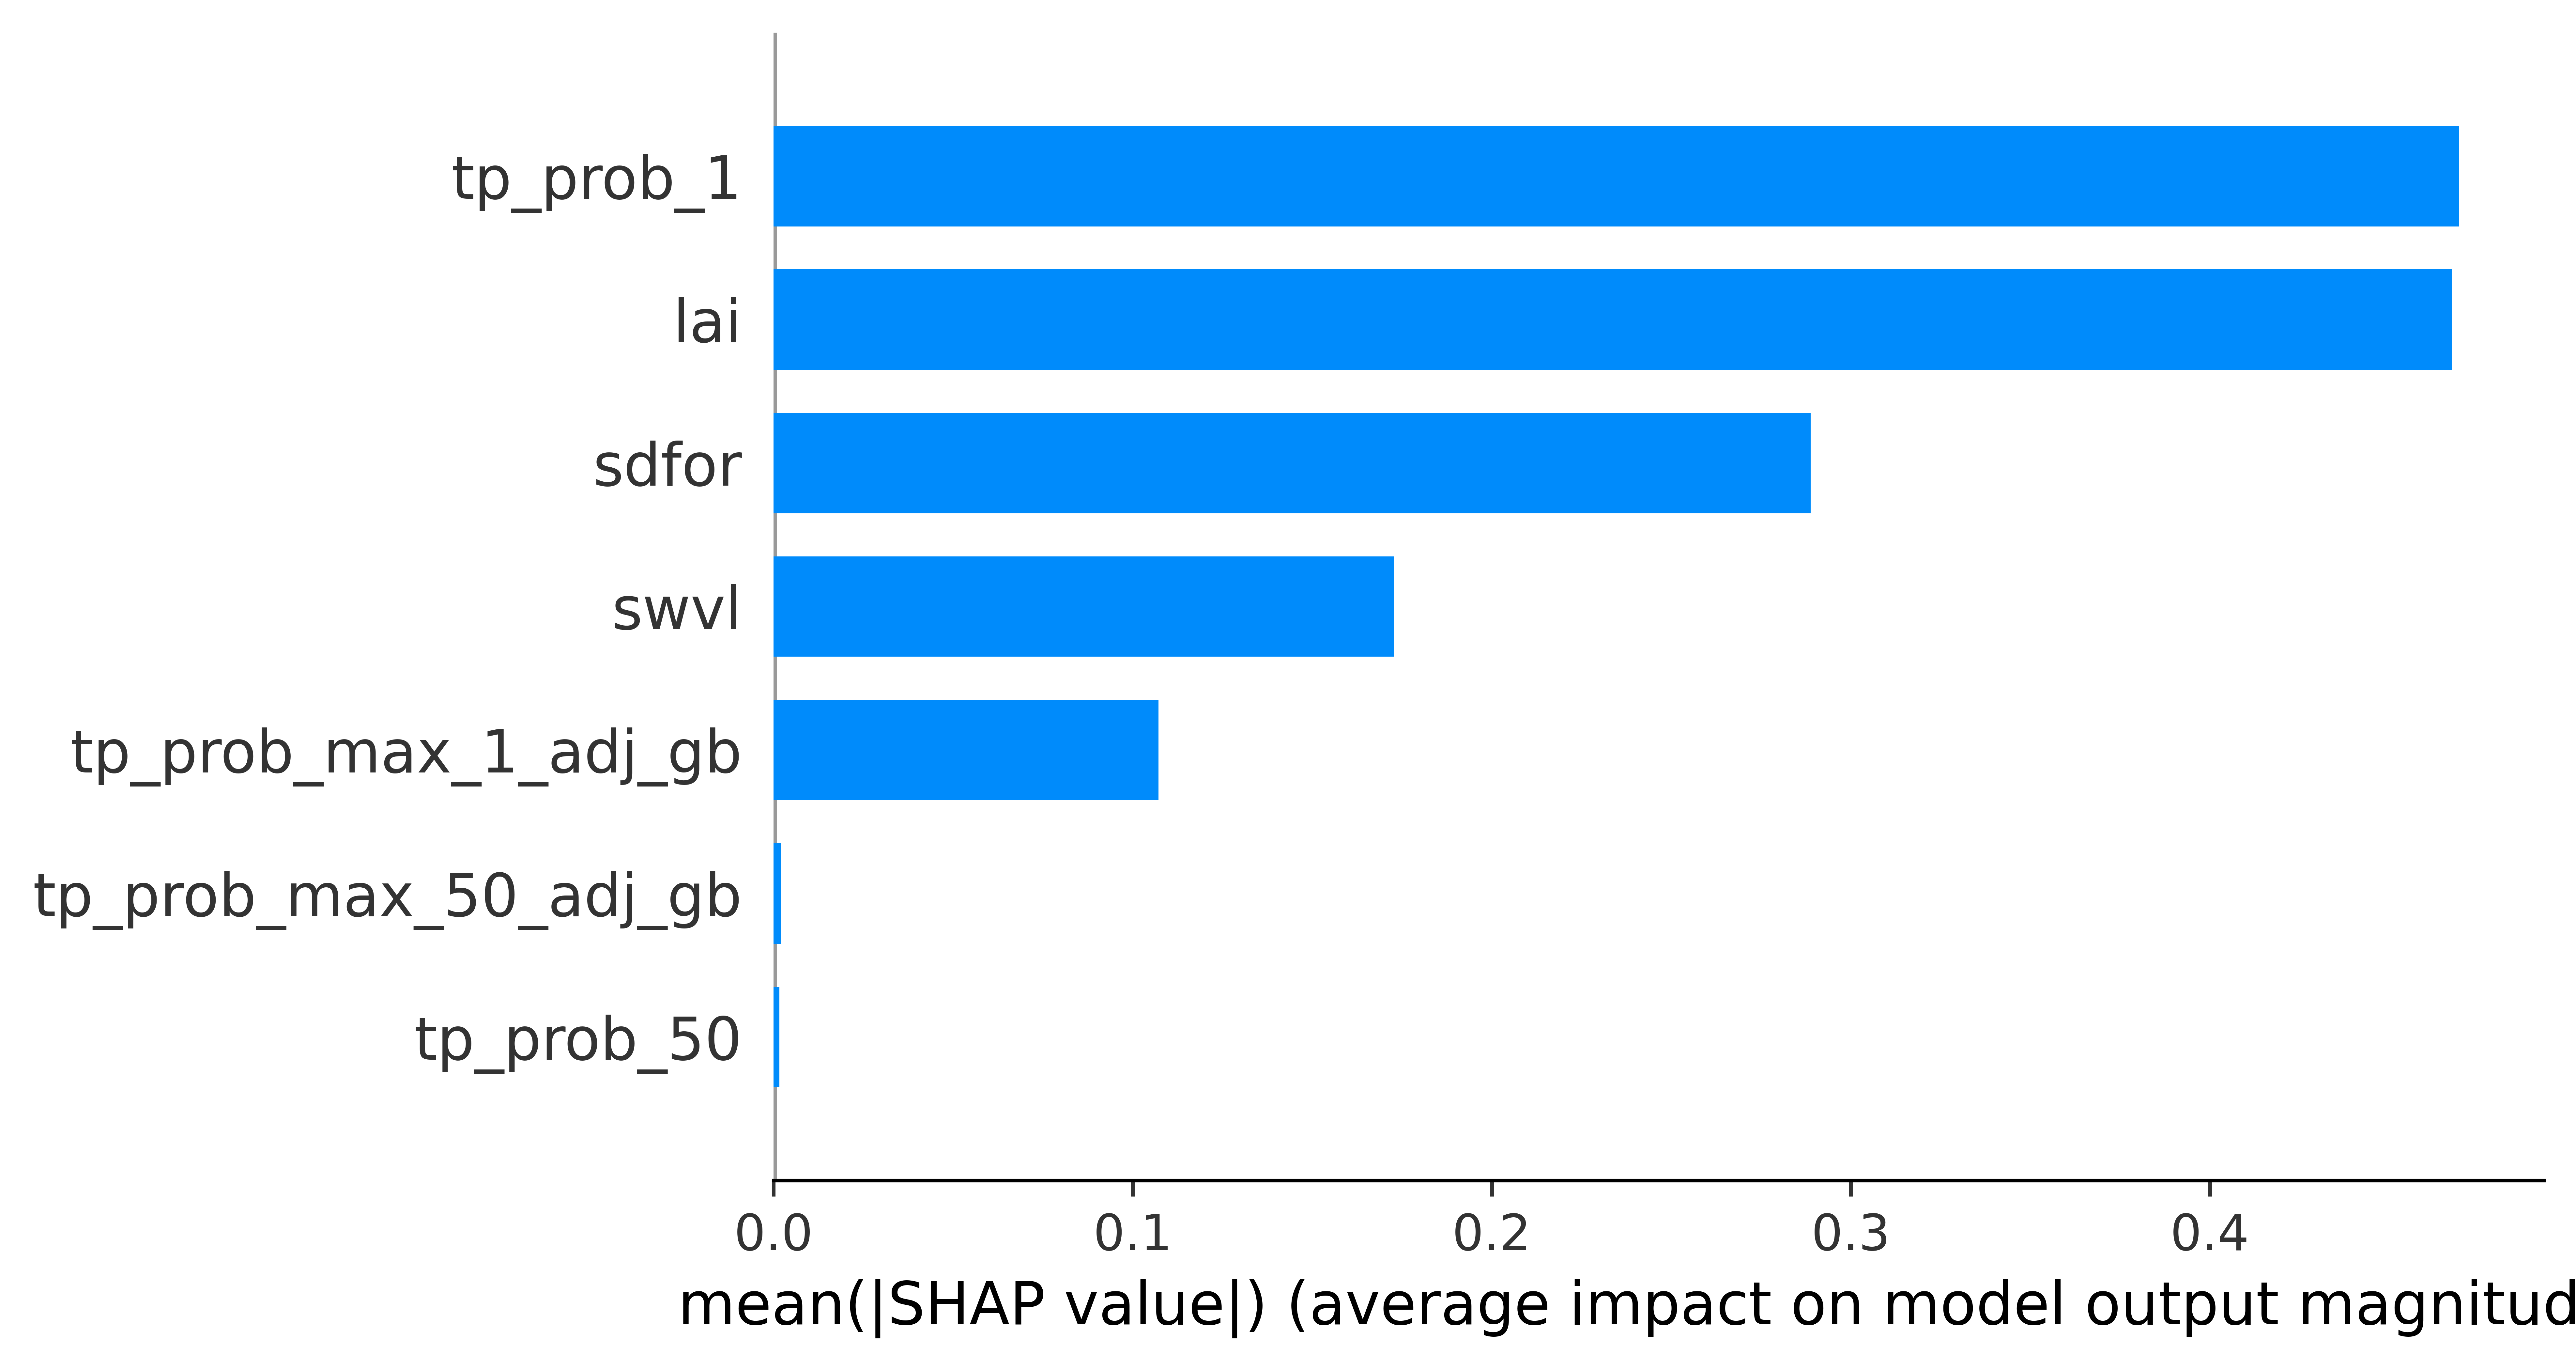 tp_prob_1
lai
sdfor
swvl
tp_prob_max_1_adj_gb
tp_prob_max_50_adj_gb
tp_prob_50
0.0 0.1 0.2 0.3 0.4
mean(|SHAP value|) (average impact on model output magnitud